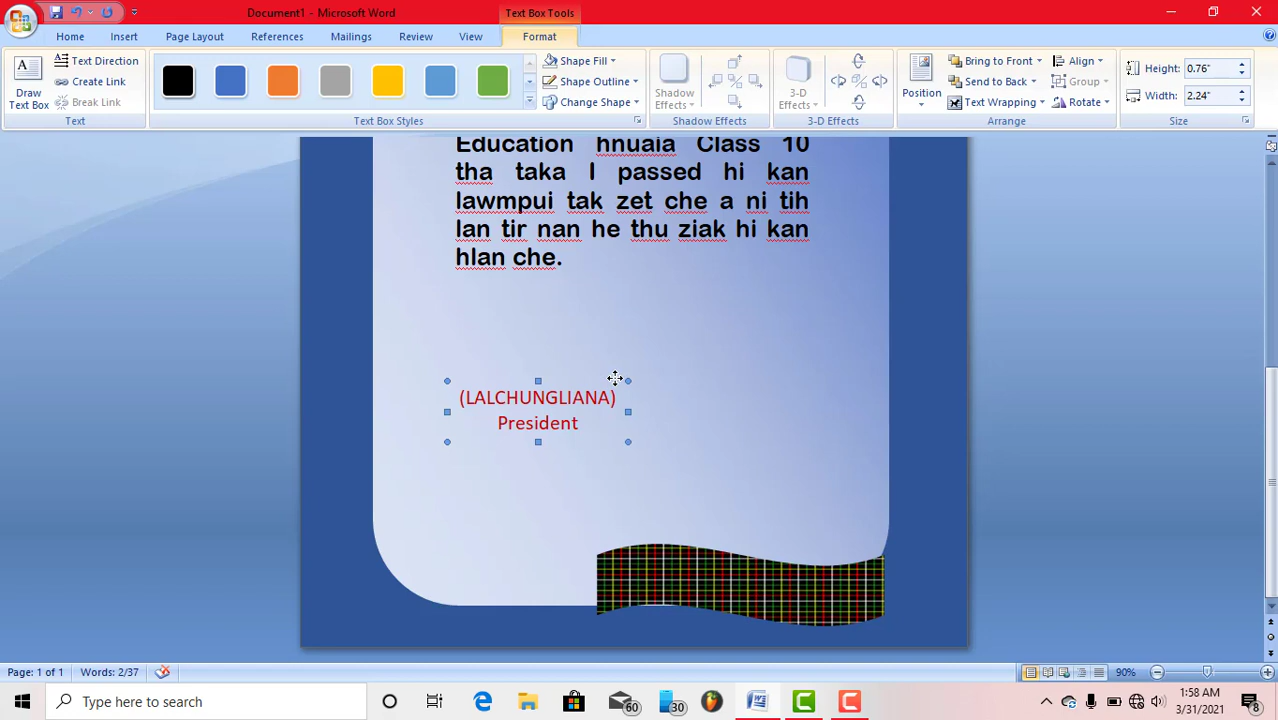 Document1 - Microsoft Word
Text Box Tools
Home
Insert
Page Layout
References
Mailings
Review
View
Format
Draw
Text Box
Text Direction
Create Link
Break Link
Text
Text Box Styles
Shape Fill
Shape Outline
Change Shape
Shadow
Effects
Shadow Effects
3-D
Effects
3-D Effects
Position
Bring to Front
Send to Back
Text Wrapping
Align
Group
Rotate
Arrange
Height: 0.76"
Width: 2.24"
Size
Education hnuaia Class 10
tha taka I passed hi kan
lawmpui tak zet che a ni tih
lan tir nan he thu ziak hi kan
hlan che.
(LALCHUNGLIANA)
President
Page: 1 of 1
Words: 2/37
90%
Type here to search
60
30
1:58 AM
3/31/2021
8